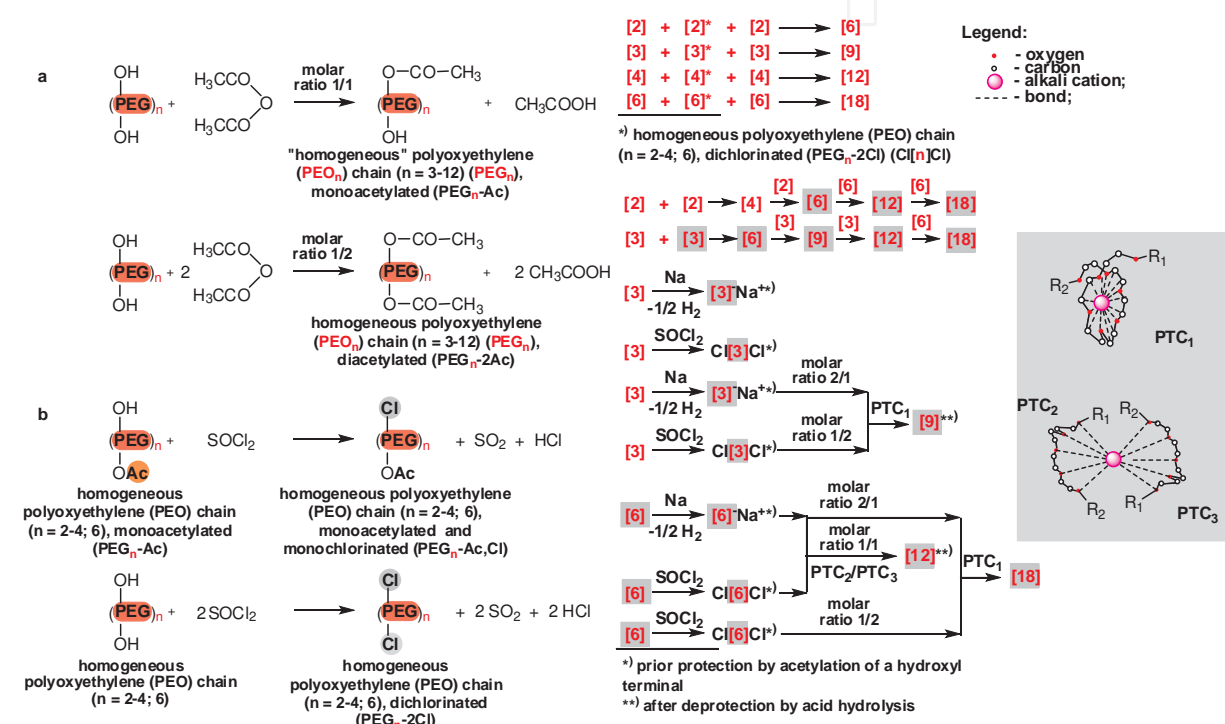 a
OH
(PEG)n
OH
+
H₃CCO
O
H₃CCO
molar
ratio 1/1
O—CO—CH₃
(PEG)n
OH
+ CH₃COOH
"homogeneous" polyoxyethylene
(PEOn) chain (n = 3-12) (PEGn),
monoacetylated (PEGn-Ac)
OH
(PEG)n
OH
+ 2
H₃CCO
O
H₃CCO
molar
ratio 1/2
O—CO—CH₃
(PEG)n
O—CO—CH₃
+ 2 CH₃COOH
homogeneous polyoxyethylene
(PEOn) chain (n = 3-12) (PEGn),
diacetylated (PEGn-2Ac)
b
OH
(PEG)n + SOCl₂
OAc
homogeneous
polyoxyethylene (PEO) chain
(n = 2-4; 6), monoacetylated
(PEGn-Ac)
Cl
(PEG)n + SO₂ + HCl
OAc
homogeneous polyoxyethylene
(PEO) chain (n = 2-4; 6),
monoacetylated and
monochlorinated (PEGn-Ac,Cl)
OH
(PEG)n + 2SOCl₂
OH
homogeneous
polyoxyethylene (PEO) chain
(n = 2-4; 6)
Cl
(PEG)n + 2 SO₂ + 2 HCl
Cl
homogeneous
polyoxyethylene (PEO) chain
(n = 2-4; 6), dichlorinated
(PEGn-2Cl)
[2] + [2]* + [2] → [6]
[3] + [3]* + [3] → [9]
[4] + [4]* + [4] → [12]
[6] + [6]* + [6] → [18]
*) homogeneous polyoxyethylene (PEO) chain
(n = 2-4; 6), dichlorinated (PEGn-2Cl) (Cl[n]Cl)
[2] [6] [6]
[2] + [2] → [4] → [6] → [12] → [18]
[3] [3] [6]
[3] + [3] → [6] → [9] → [12] → [18]
Na
[3] → [3]⁻Na⁺*)
-1/2 H₂
SOCl₂
[3] → Cl[3]Cl*)
Na
[3] → [3]⁻Na⁺*)
-1/2 H₂
molar
ratio 2/1
SOCl₂
[3] → Cl[3]Cl*)
molar
ratio 1/2
PTC₁
[9]**)
Na
[6] → [6]⁻Na⁺*)
-1/2 H₂
molar
ratio 2/1
molar
ratio 1/1
[12]**)
PTC₂/PTC₃
SOCl₂
[6] → Cl[6]Cl*)
SOCl₂
[6] → Cl[6]Cl*)
molar
ratio 1/2
PTC₁
[18]
*) prior protection by acetylation of a hydroxyl
terminal
**) after deprotection by acid hydrolysis
Legend:
- oxygen
- carbon
- alkali cation;
- bond;
R₁
R₂
PTC₁
PTC₂
R₁
R₂
R₂
R₁
PTC₃